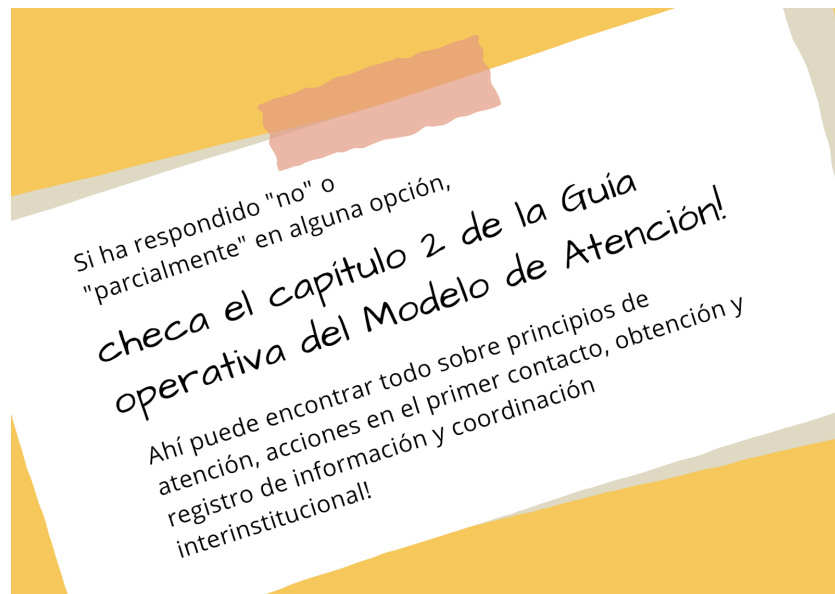 Si ha respondido "no" o
"parcialmente" en alguna opción,
checa el capítulo 2 de la Guía
operativa del Modelo de Atención!
Ahí puede encontrar todo sobre principios de
atención, acciones en el primer contacto, obtención y
registro de información y coordinación
interinstitucional!